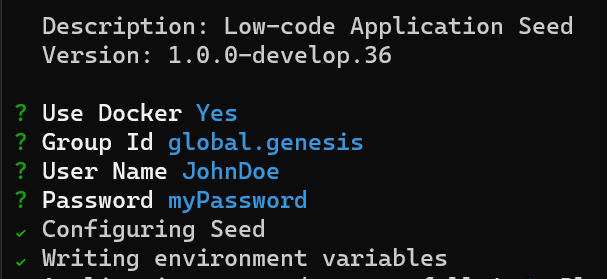 Description: Low-code Application Seed
Version: 1.0.0-develop.36
? Use Docker Yes
? Group Id global.genesis
? User Name JohnDoe
? Password myPassword
✓ Configuring Seed
✓ Writing environment variables